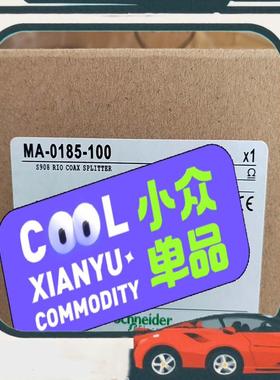 MA-0185-100
x1
S908 RIO COAX SPLITTER
COOL
小众
XIANYU
单品
COMMODITY
Schneider